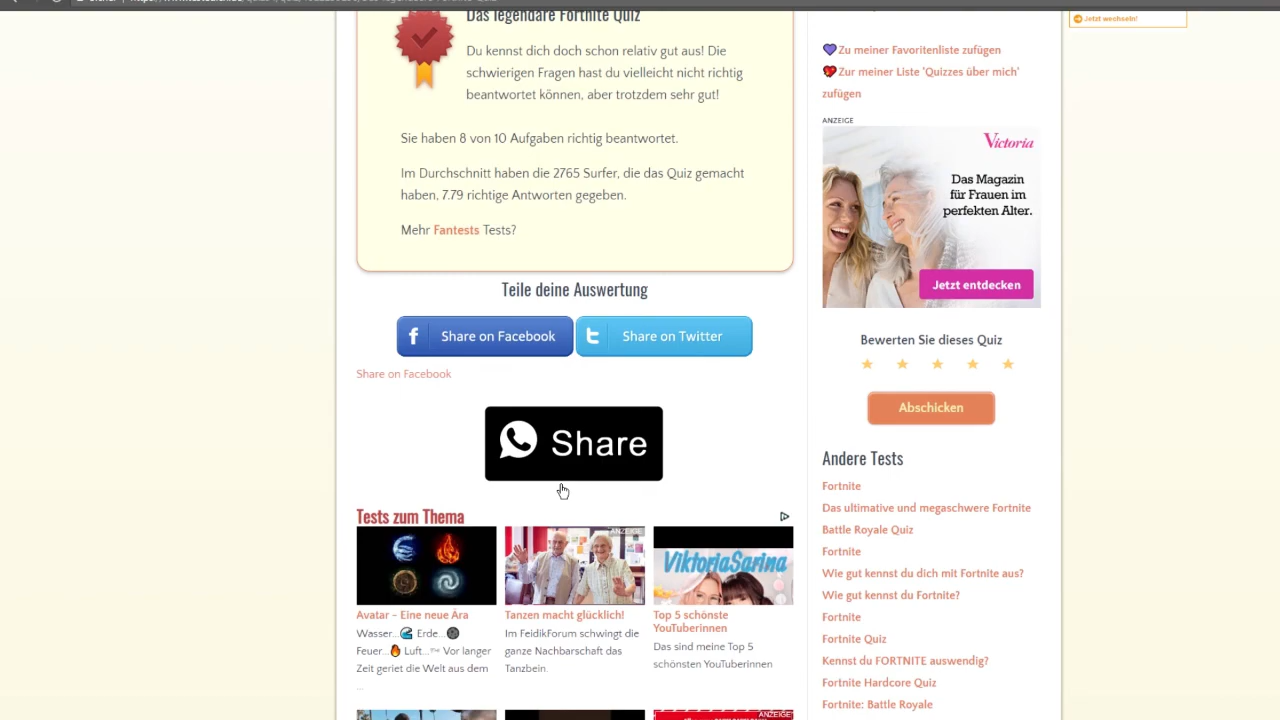 Das legendäre Fortnite Quiz
Du kennst dich doch schon relativ gut aus! Die
schwierigen Fragen hast du vielleicht nicht richtig
beantwortet können, aber trotzdem sehr gut!
Sie haben 8 von 10 Aufgaben richtig beantwortet.
Im Durchschnitt haben die 2765 Surfer, die das Quiz gemacht
haben, 7.79 richtige Antworten gegeben.
Mehr Fantests Tests?
Teile deine Auswertung
Share on Facebook
Share on Twitter
Share on Facebook
Share
Tests zum Thema
ANZEIGE
ViktoriaSarina
Avatar - Eine neue Ära
Wasser... Erde...
Feuer... Luft... Vor langer
Zeit geriet die Welt aus dem
...
Tanzen macht glücklich!
Im FeidikForum schwingt die
ganze Nachbarschaft das
Tanzbein.
Top 5 schönste
YouTuberinnen
Das sind meine Top 5
schönsten YouTuberinnen
ANZEIGE
Jetzt wechseln!
Zu meiner Favoritenliste zufügen
Zur meiner Liste 'Quizzes über mich'
zufügen
ANZEIGE
Victoria
Das Magazin
für Frauen im
perfekten Alter.
Jetzt entdecken
Bewerten Sie dieses Quiz
Abschicken
Andere Tests
Fortnite
Das ultimative und megaschwere Fortnite
Battle Royale Quiz
Fortnite
Wie gut kennst du dich mit Fortnite aus?
Wie gut kennst du Fortnite?
Fortnite
Fortnite Quiz
Kennst du FORTNITE auswendig?
Fortnite Hardcore Quiz
Fortnite: Battle Royale